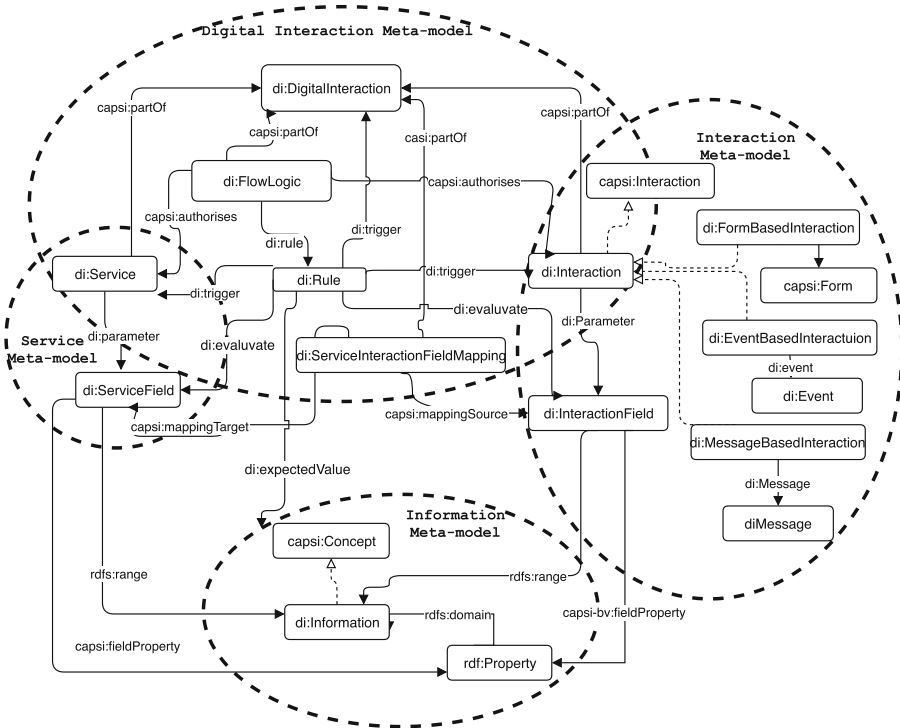 Digital Interaction Meta-model
di:DigitalInteraction
capsi:partOf
capsi:partOf
casi:partOf
capsi:partOf
Interaction
Meta-model
di:FlowLogic
capsi:authorises
capsi:Interaction
capsi:authorises
di:rule
di:trigger
di:FormBasedInteraction
di:Service
di:trigger
di:Rule
di:trigger
di:Interaction
capsi:Form
di:evaluvate
di:Parameter
di:parameter
Service
Meta-model
di:evaluvate
di:ServiceInteractionFieldMapping
di:EventBasedInteractuion
di:event
di:ServiceField
di:Event
capsi:mappingTarget
capsi:mappingSource
di:InteractionField
di:MessageBasedInteraction
di:expectedValue
di:Message
Information
Meta-model
diMessage
capsi:Concept
rdfs:range
rdfs:range
di:Information
rdfs:domain
capsi-bv:fieldProperty
capsi:fieldProperty
rdf:Property